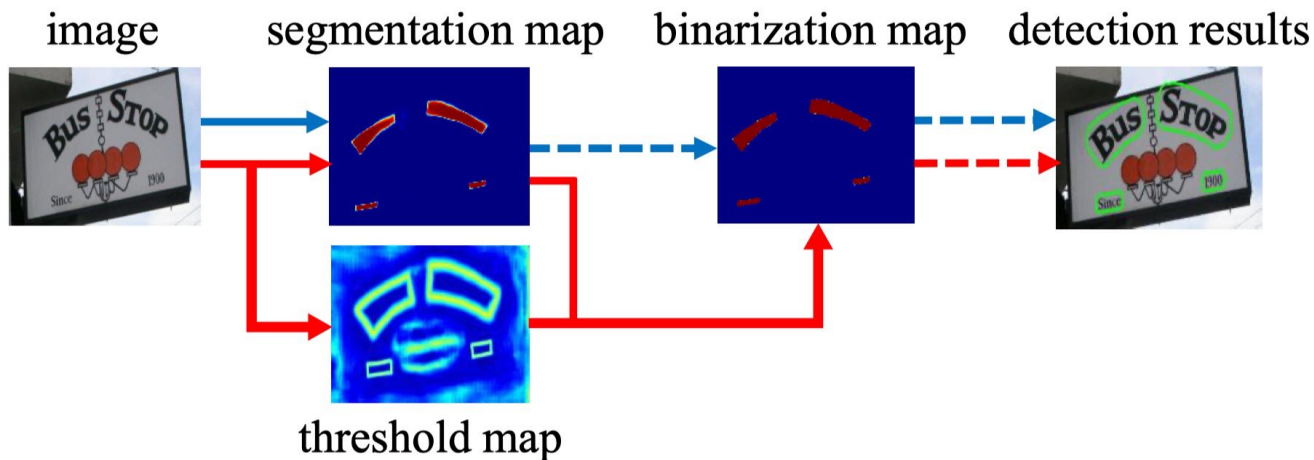 image
segmentation map
binarization map
detection results
BUS STOP
Since
1900
BUS STOP
Since
1900
threshold map